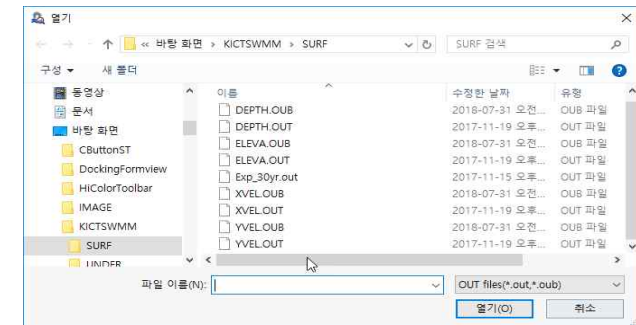 열기
« 바탕 화면 > KICTSWMM > SURF
SURF 검색
구성 새 폴더
이름 수정한 날짜 유형
동영상
문서
바탕 화면
CButtonST
DockingFormview
HiColorToolbar
IMAGE
KICTSWMM
SURF
UNDER
DEPTH.OUB 2018-07-31 오전... OUB 파일
DEPTH.OUT 2017-11-19 오후... OUT 파일
ELEVA.OUB 2018-07-31 오전... OUB 파일
ELEVA.OUT 2017-11-19 오후... OUT 파일
Exp_30yr.out 2017-11-15 오후... OUT 파일
XVEL.OUB 2018-07-31 오전... OUB 파일
XVEL.OUT 2017-11-19 오후... OUT 파일
YVEL.OUB 2018-07-31 오전... OUB 파일
YVEL.OUT 2017-11-19 오후... OUT 파일
파일 이름(N):
OUT files(*.out,*.oub)
열기(O) 취소